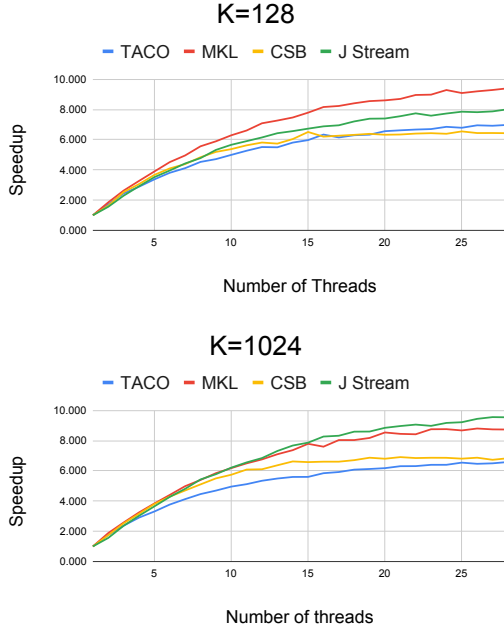 K=128
TACO MKL CSB J Stream
10.000
8.000
6.000
4.000
2.000
0.000
Speedup
5 10 15 20 25
Number of Threads
K=1024
TACO MKL CSB J Stream
10.000
8.000
6.000
4.000
2.000
0.000
Speedup
5 10 15 20 25
Number of threads